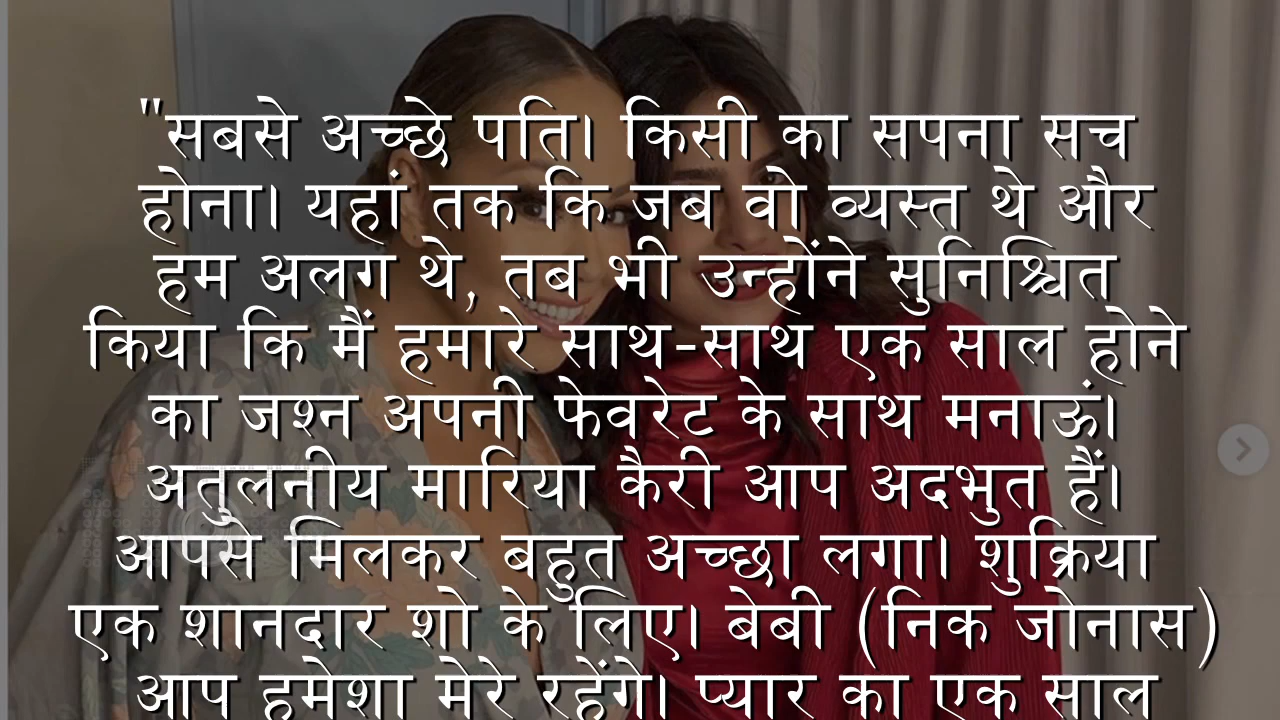 "सबसे अच्छे पति। किसी का सपना सच
होना। यहां तक कि जब वो व्यस्त थे और
हम अलग थे, तब भी उन्होंने सुनिश्चित
किया कि मैं हमारे साथ-साथ एक साल होने
का जश्न अपनी फेवरेट के साथ मनाऊं।
अतुलनीय मारिया कैरी आप अदभुत हैं।
आपसे मिलकर बहुत अच्छा लगा। शुक्रिया
एक शानदार शो के लिए। बेबी (निक जोनास)
आप हमेशा मेरे रहेंगे। प्यार का एक साल